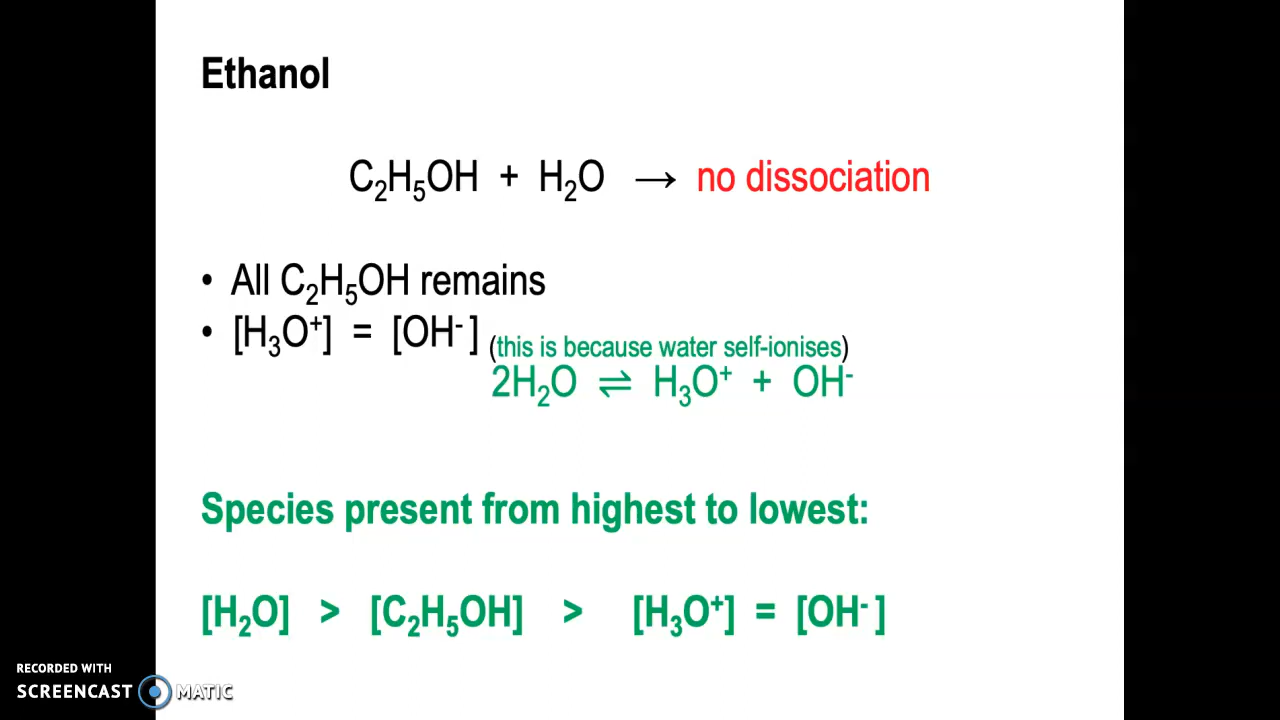 Ethanol
C₂H₅OH + H₂O → no dissociation
• All C₂H₅OH remains
• [H₃O⁺] = [OH⁻] (this is because water self-ionises)
2H₂O ⇌ H₃O⁺ + OH⁻
Species present from highest to lowest:
[H₂O] > [C₂H₅OH] > [H₃O⁺] = [OH⁻]
RECORDED WITH
SCREENCAST MATIC